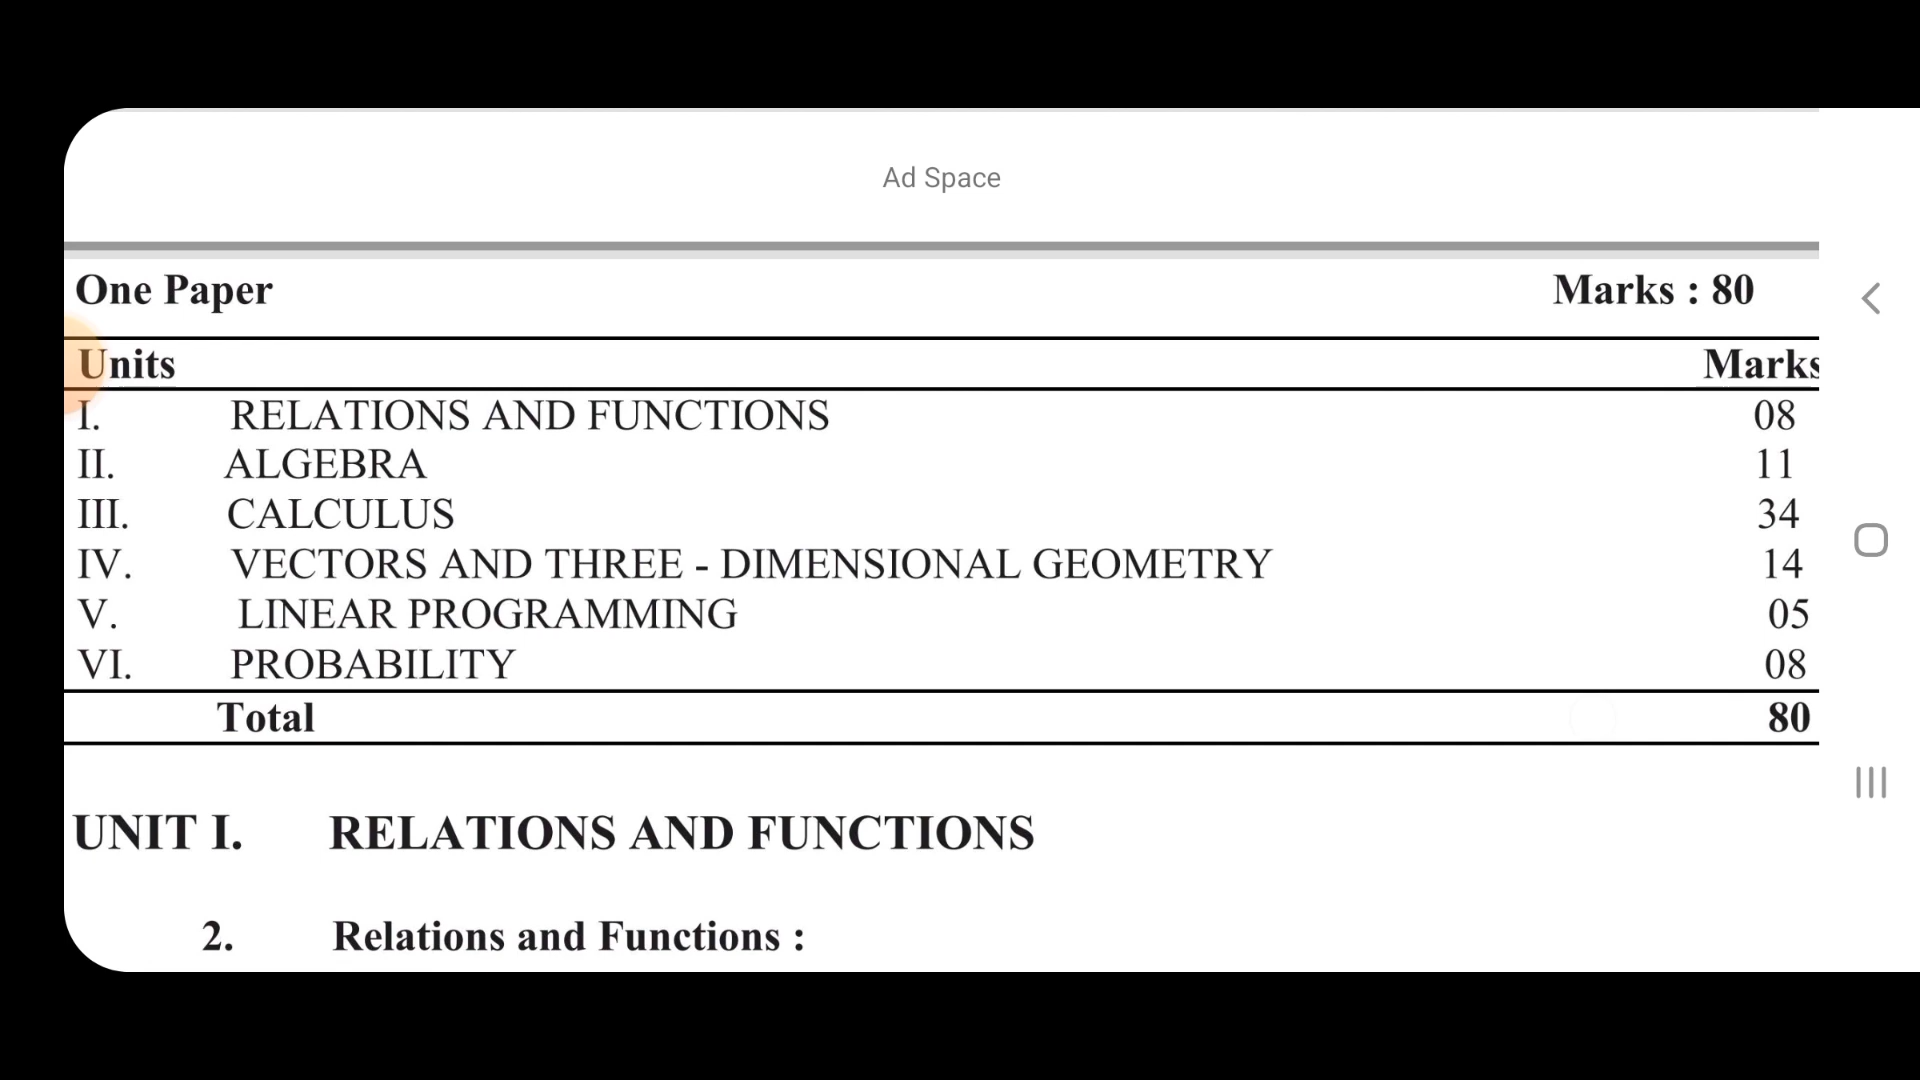 Ad Space
One Paper Marks : 80
Units Marks
I. RELATIONS AND FUNCTIONS 08
II. ALGEBRA 11
III. CALCULUS 34
IV. VECTORS AND THREE - DIMENSIONAL GEOMETRY 14
V. LINEAR PROGRAMMING 05
VI. PROBABILITY 08
Total 80
UNIT I. RELATIONS AND FUNCTIONS
2. Relations and Functions :